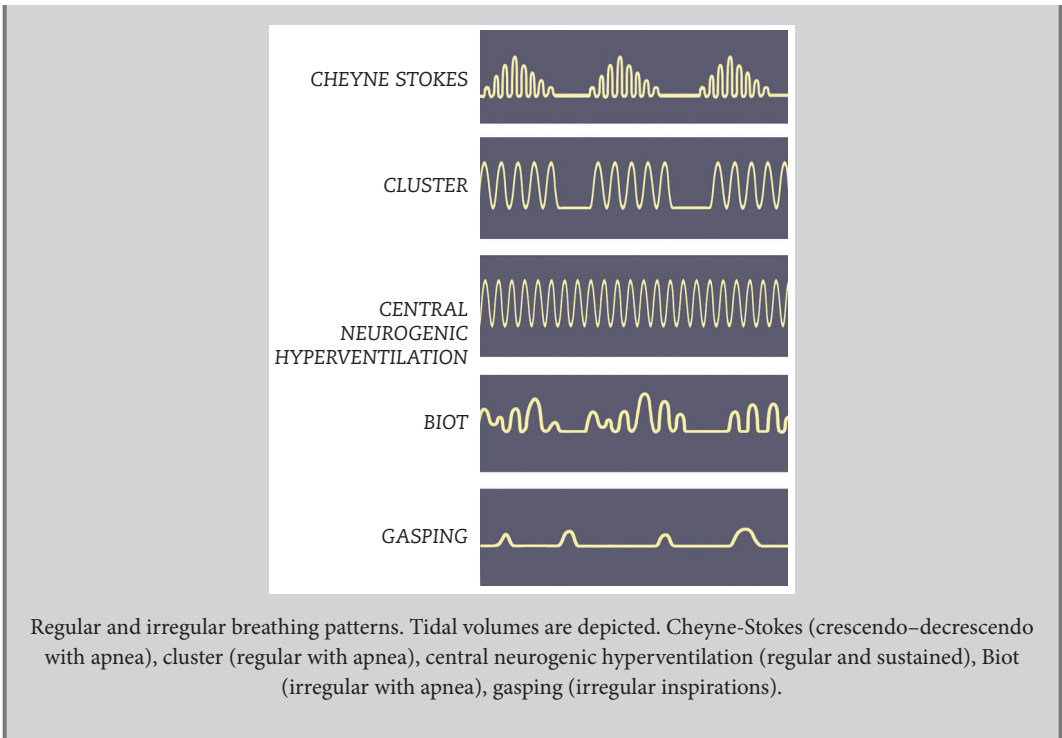 CHEYNE STOKES
CLUSTER
CENTRAL
NEUROGENIC
HYPERVENTILATION
BIOT
GASPING
Regular and irregular breathing patterns. Tidal volumes are depicted. Cheyne-Stokes (crescendo–decrescendo
with apnea), cluster (regular with apnea), central neurogenic hyperventilation (regular and sustained), Biot
(irregular with apnea), gasping (irregular inspirations).